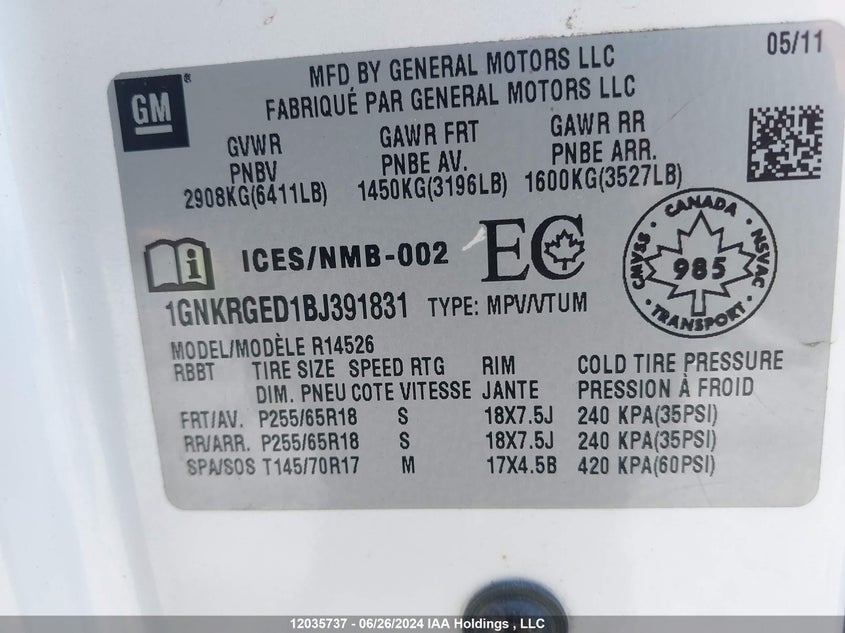 05/11
GM ®
MFD BY GENERAL MOTORS LLC
FABRIQUÉ PAR GENERAL MOTORS LLC
GVWR GAWR FRT GAWR RR
PNBV PNBE AV. PNBE ARR.
2908KG(6411LB) 1450KG(3196LB) 1600KG(3527LB)
i ICES/NMB-002 EC
CANADA
SSVMC 985 NSVAC
TRANSPORT
1GNKRGED1BJ391831 TYPE: MPV/VTUM
MODEL/MODÈLE R14526
RBBT TIRE SIZE SPEED RTG RIM COLD TIRE PRESSURE
DIM. PNEU COTE VITESSE JANTE PRESSION À FROID
FRT/AV. P255/65R18 S 18X7.5J 240 KPA(35PSI)
RR/ARR. P255/65R18 S 18X7.5J 240 KPA(35PSI)
SPA/SOS T145/70R17 M 17X4.5B 420 KPA(60PSI)
12035737 - 06/26/2024 IAA Holdings , LLC